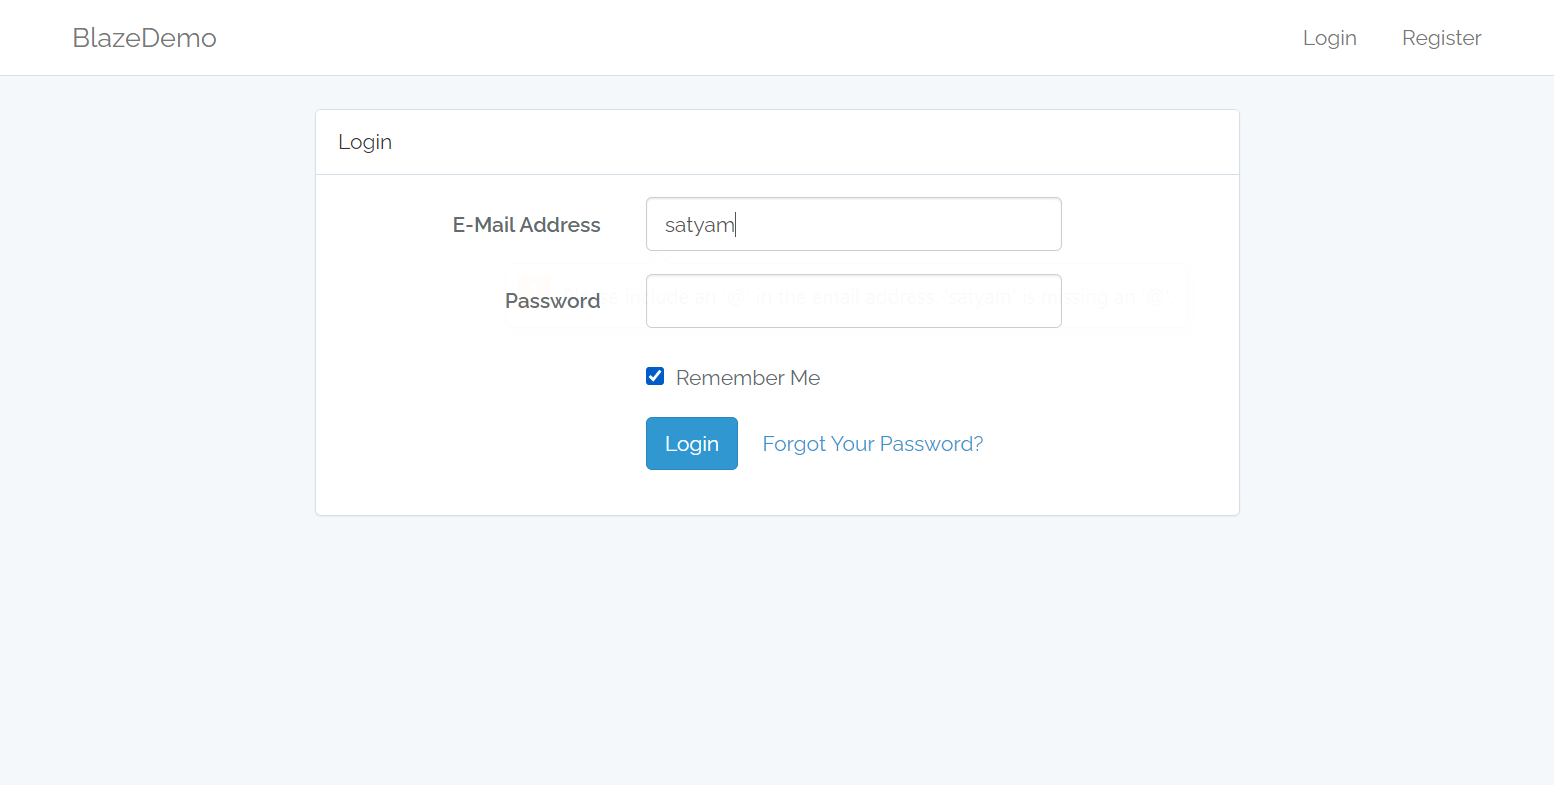 BlazeDemo Login Register
Login
E-Mail Address satyam
include an '@' in the email address. 'satyam' is missing an '@'.
Password
Remember Me
Login Forgot Your Password?